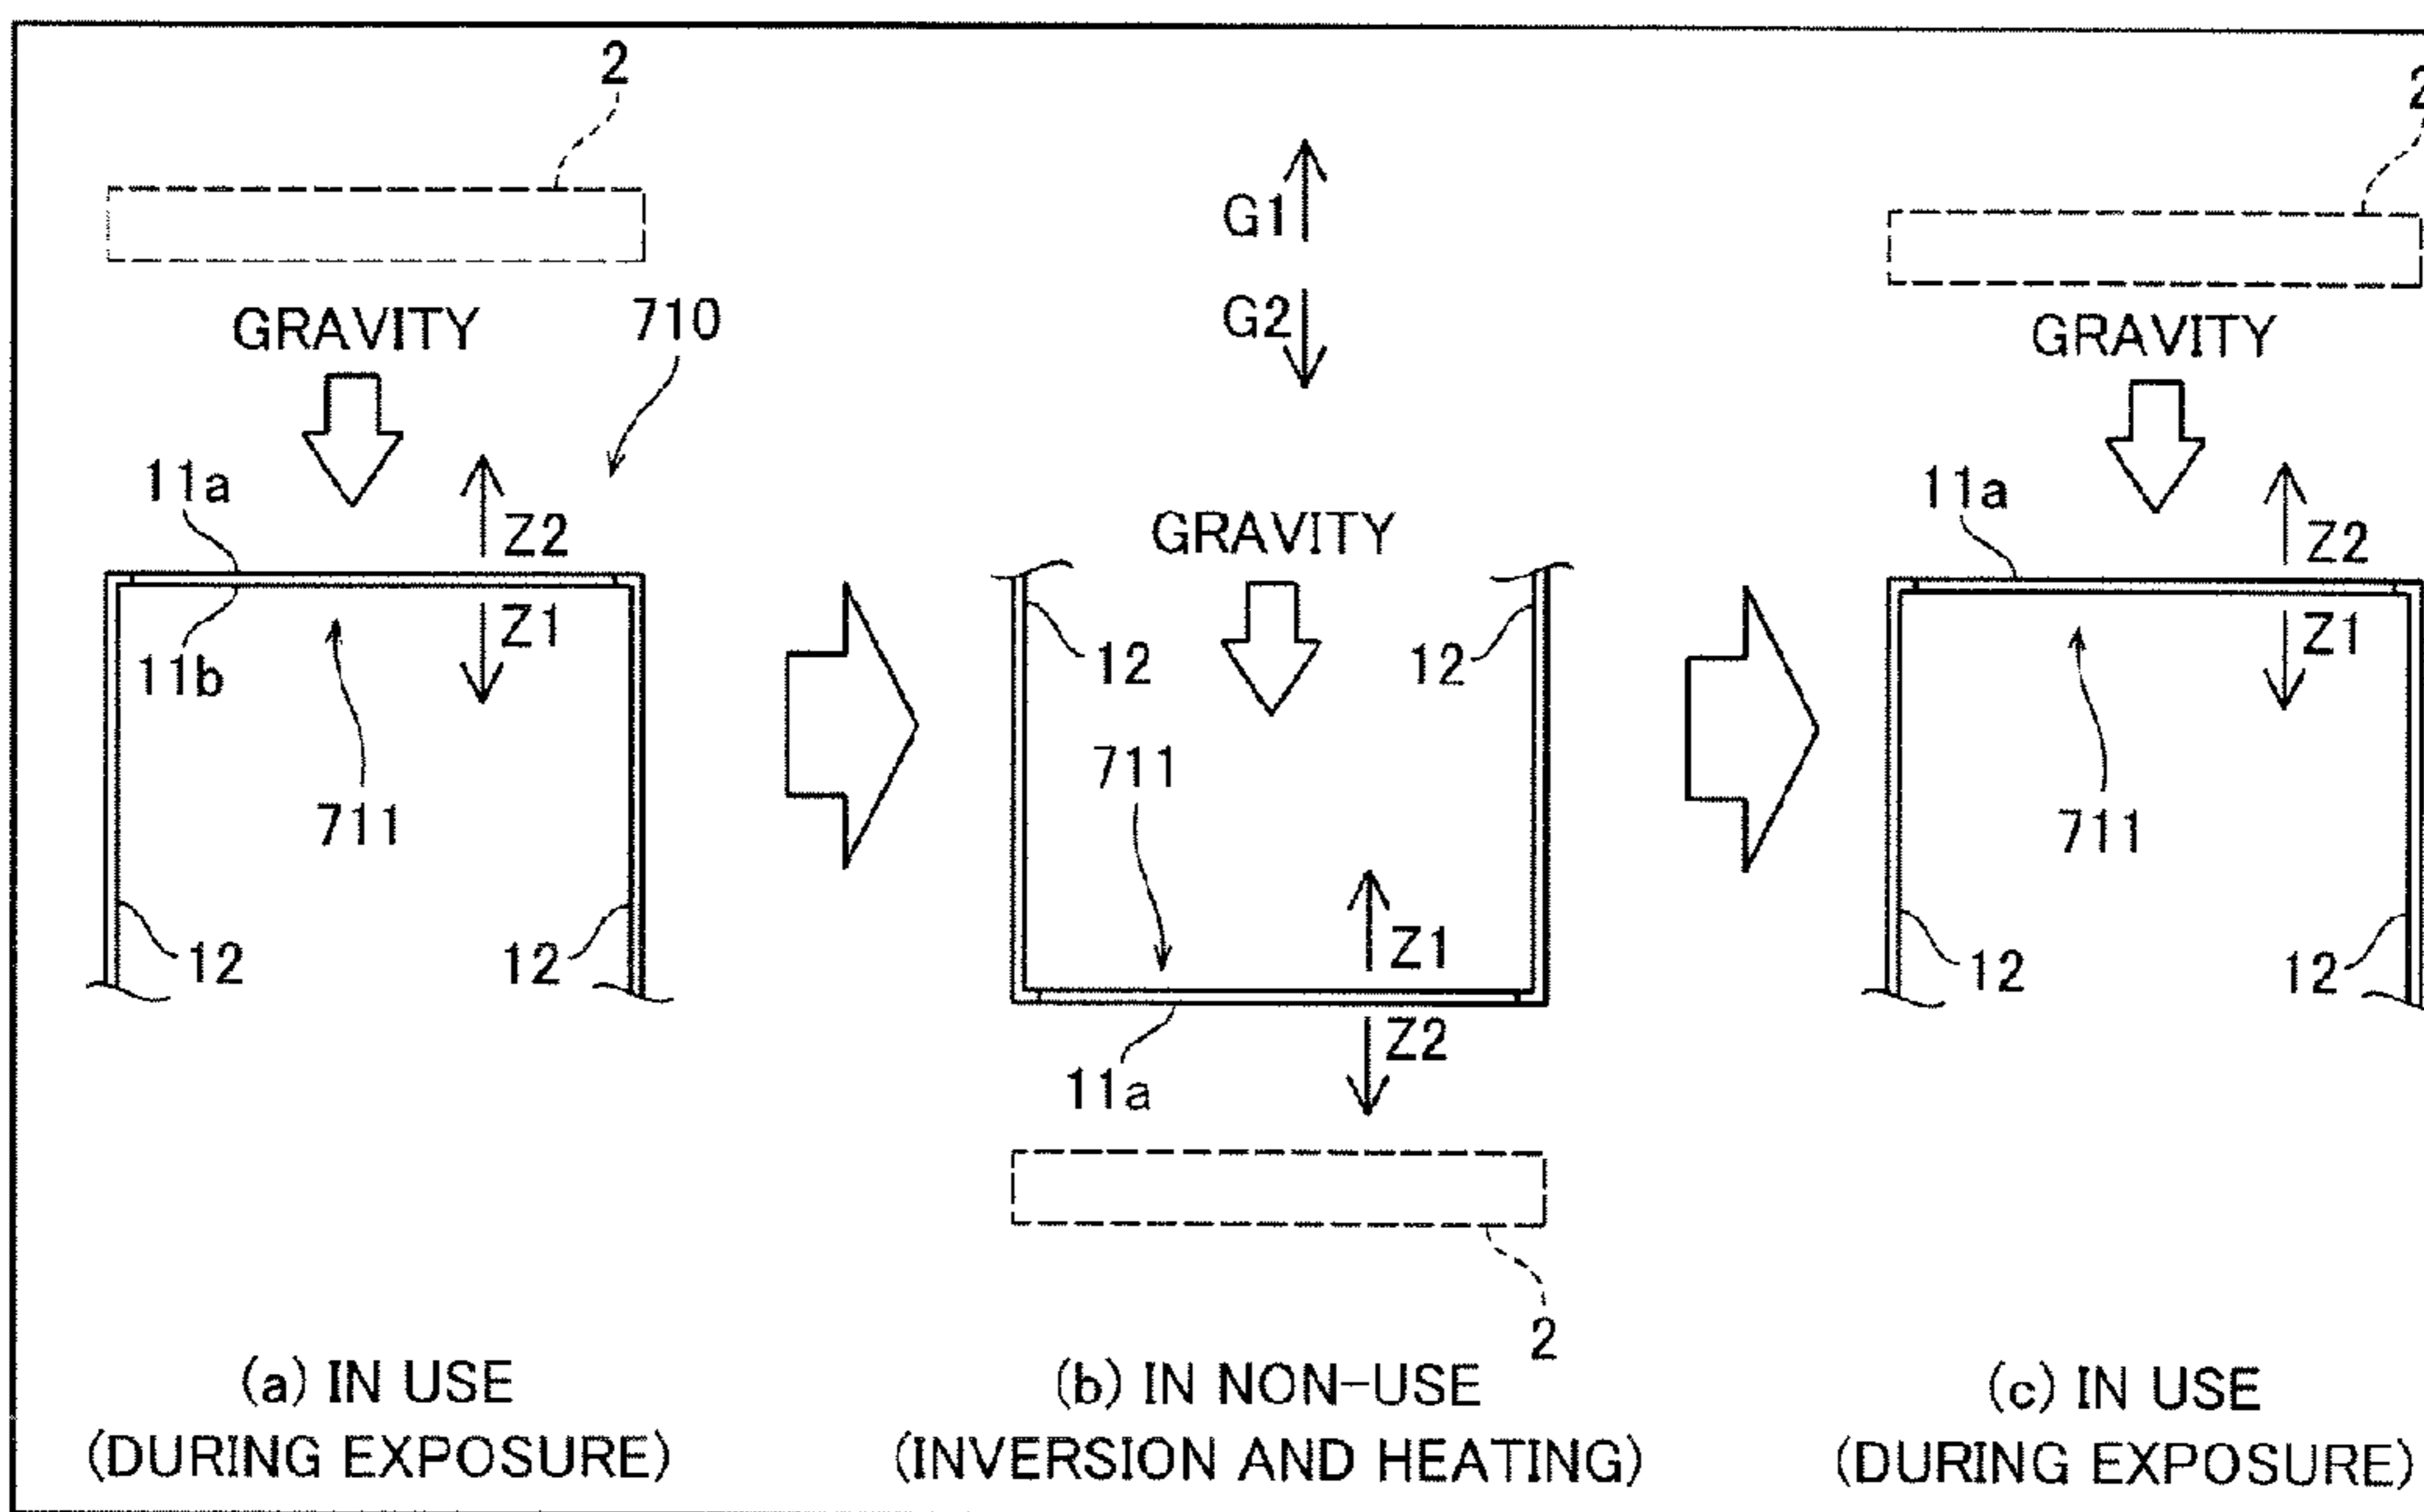 2
GRAVITY
710
11a
Z2
Z1
11b
711
12
12
(a) IN USE
(DURING EXPOSURE)
G1
G2
GRAVITY
12
12
711
Z1
Z2
11a
2
(b) IN NON-USE
(INVERSION AND HEATING)
2
GRAVITY
11a
Z2
Z1
711
12
12
(c) IN USE
(DURING EXPOSURE)